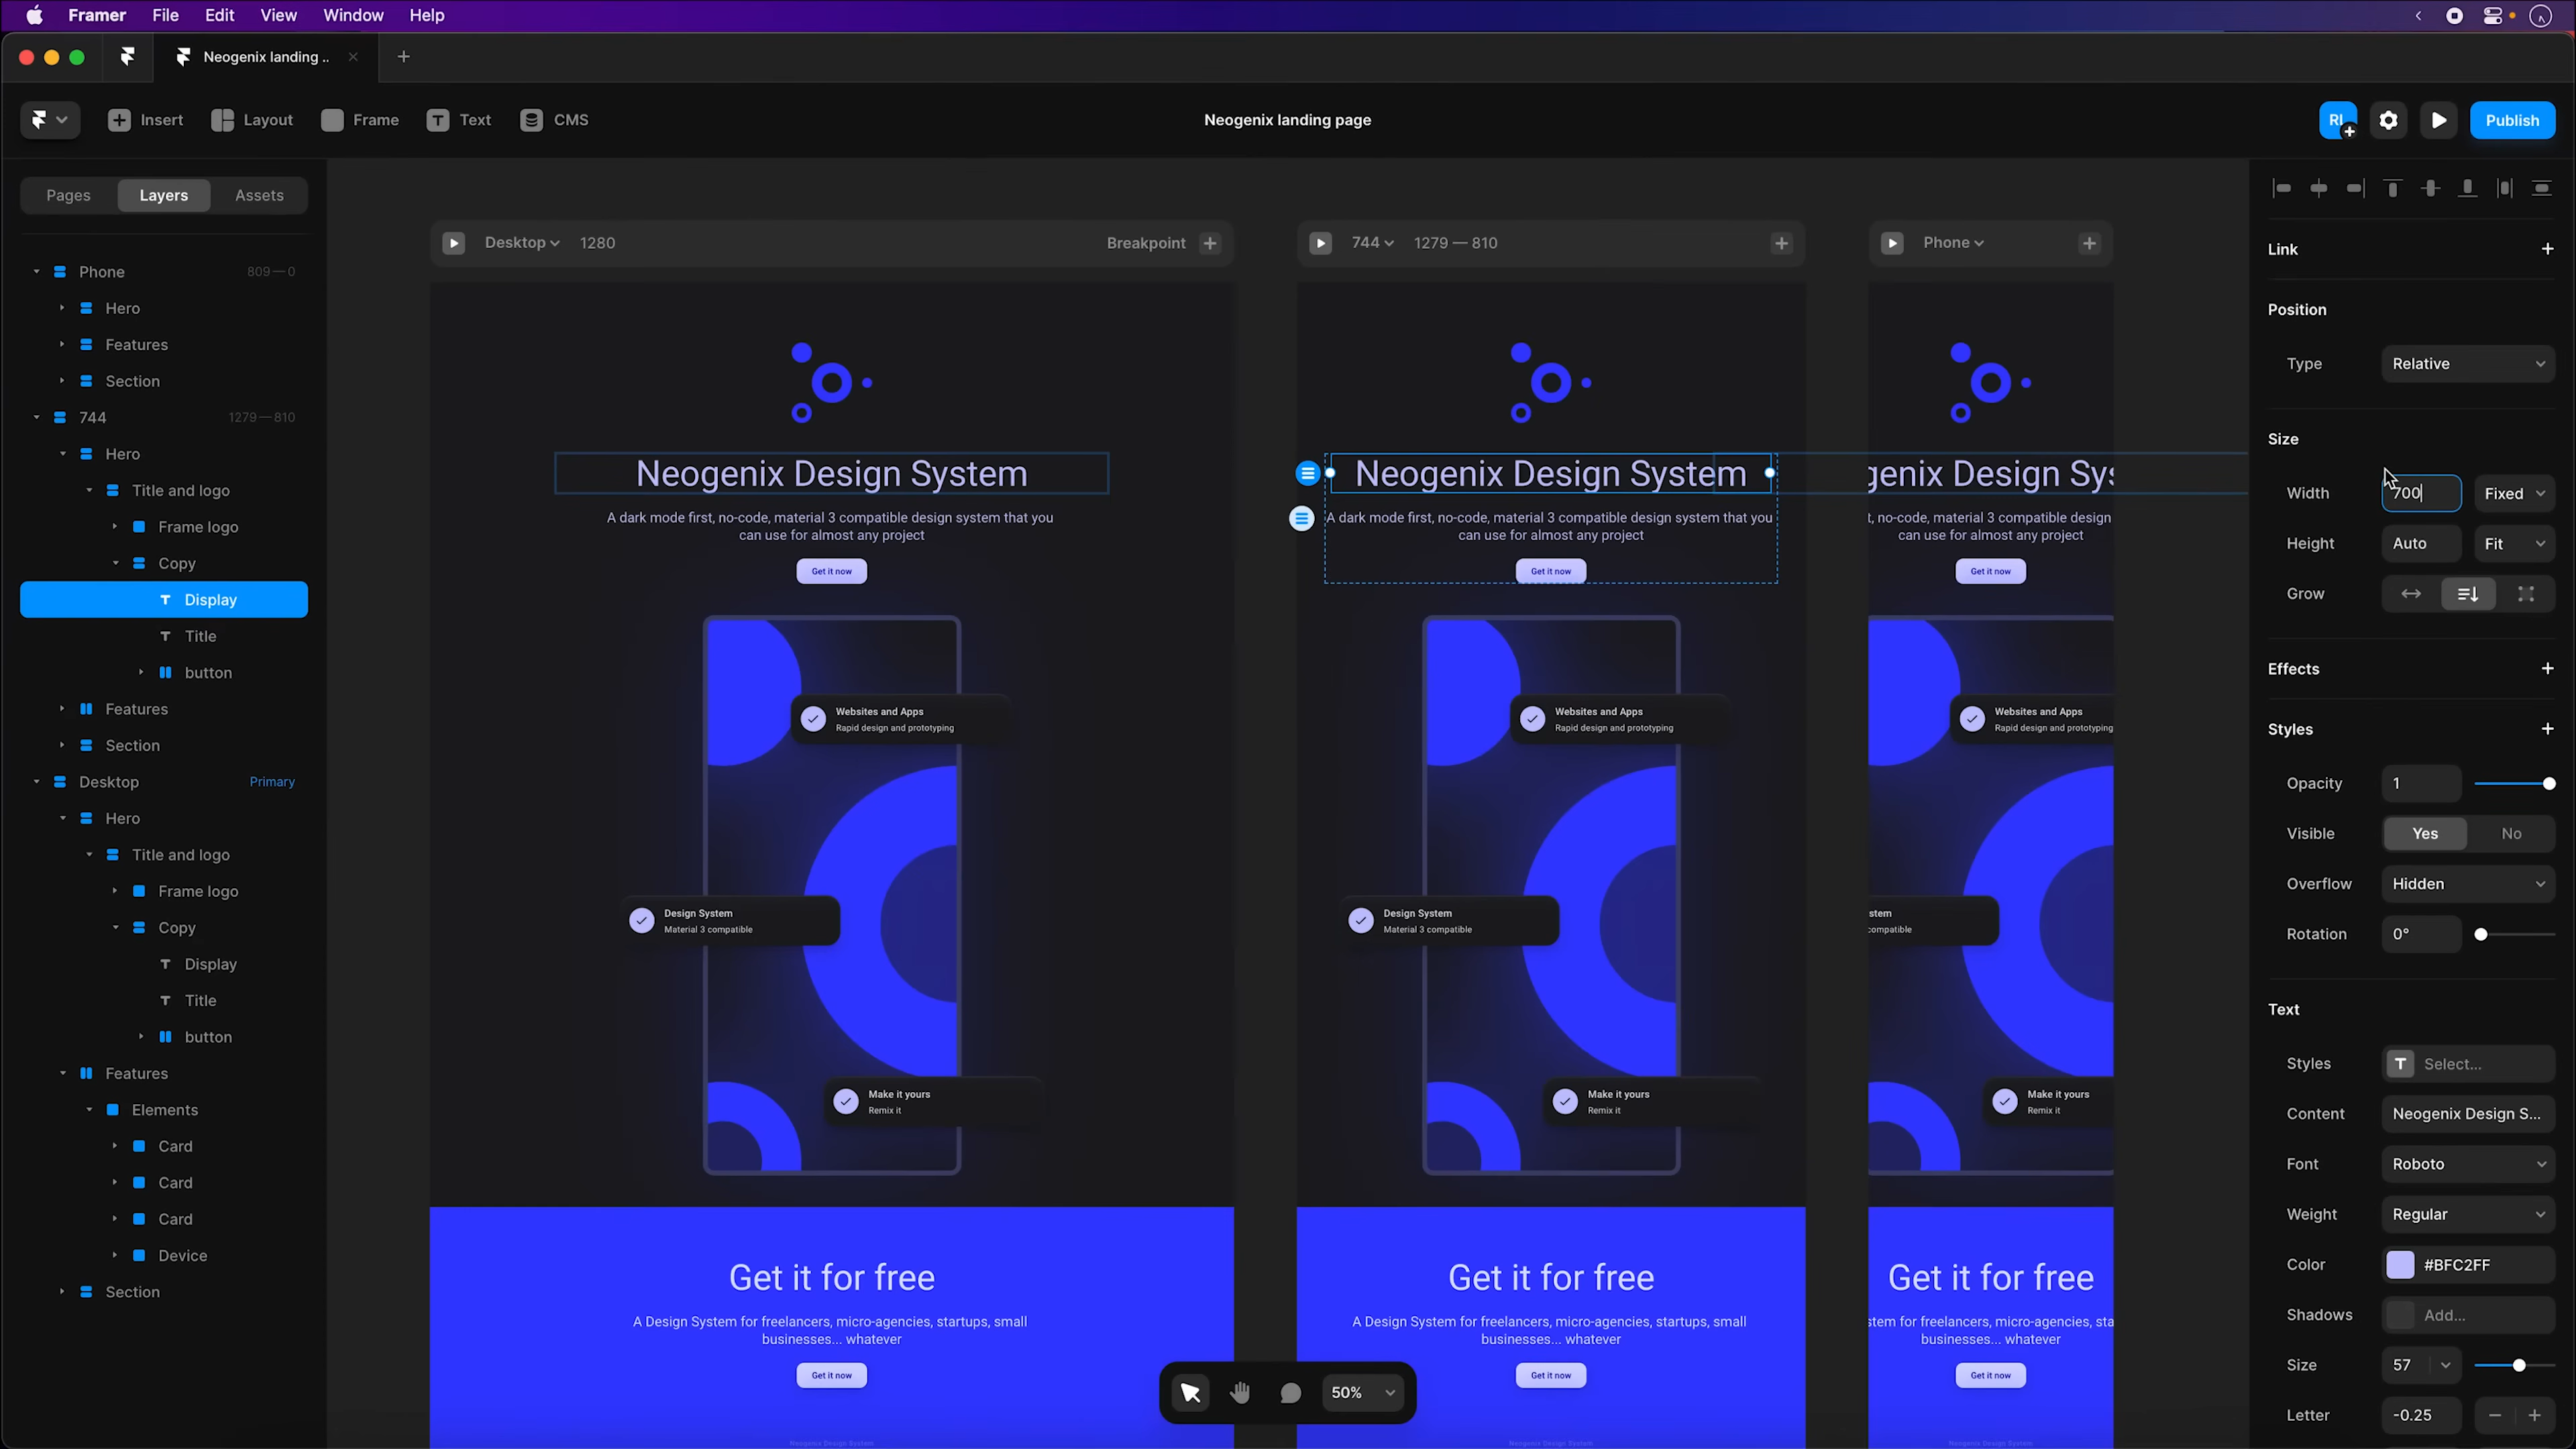 Framer File Edit View Window Help
Neogenix landing ..
Insert Layout Frame Text CMS
Neogenix landing page
RI
Publish
Pages Layers Assets
Phone 809—0
Hero
Features
Section
744 1279—810
Hero
Title and logo
Frame logo
Copy
Display
Title
button
Features
Section
Desktop Primary
Hero
Title and logo
Frame logo
Copy
Display
Title
button
Features
Elements
Card
Card
Card
Device
Section
Desktop 1280 Breakpoint
Neogenix Design System
A dark mode first, no-code, material 3 compatible design system that you
can use for almost any project
Get it now
Websites and Apps
Rapid design and prototyping
Design System
Material 3 compatible
Make it yours
Remix it
Get it for free
A Design System for freelancers, micro-agencies, startups, small
businesses... whatever
Get it now
Neogenix Design System
744 1279 — 810
Neogenix Design System
A dark mode first, no-code, material 3 compatible design system that you
can use for almost any project
Get it now
Websites and Apps
Rapid design and prototyping
Design System
Material 3 compatible
Make it yours
Remix it
Get it for free
A Design System for freelancers, micro-agencies, startups, small
businesses... whatever
Get it now
Neogenix Design System
Phone
genix Design Sys
t, no-code, material 3 compatible design
can use for almost any project
Get it now
Websites and Apps
Rapid design and prototyping
stem
compatible
Make it yours
Remix it
Get it for free
stem for freelancers, micro-agencies, sta
businesses... whatever
Get it now
Neogenix Design System
50%
Link
Position
Type Relative
Size
Width 700 Fixed
Height Auto Fit
Grow
Effects
Styles
Opacity 1
Visible Yes No
Overflow Hidden
Rotation 0°
Text
Styles T Select...
Content Neogenix Design S...
Font Roboto
Weight Regular
Color #BFC2FF
Shadows Add...
Size 57
Letter -0.25